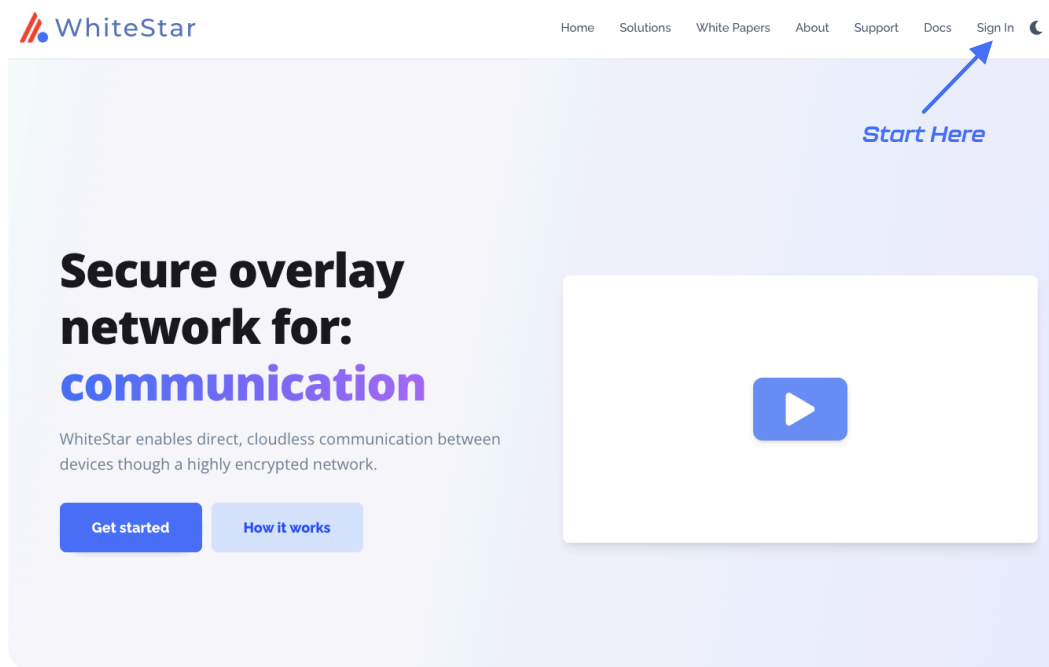 WhiteStar
Home Solutions White Papers About Support Docs Sign In
Start Here
Secure overlay
network for:
communication
WhiteStar enables direct, cloudless communication between
devices though a highly encrypted network.
Get started How it works